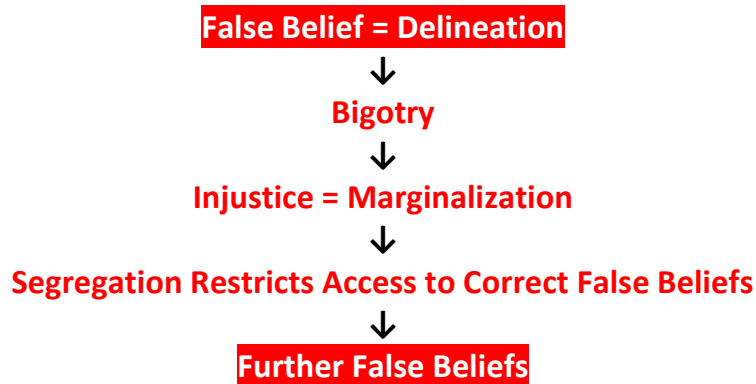 False Belief = Delineation
Bigotry
Injustice = Marginalization
Segregation Restricts Access to Correct False Beliefs
Further False Beliefs